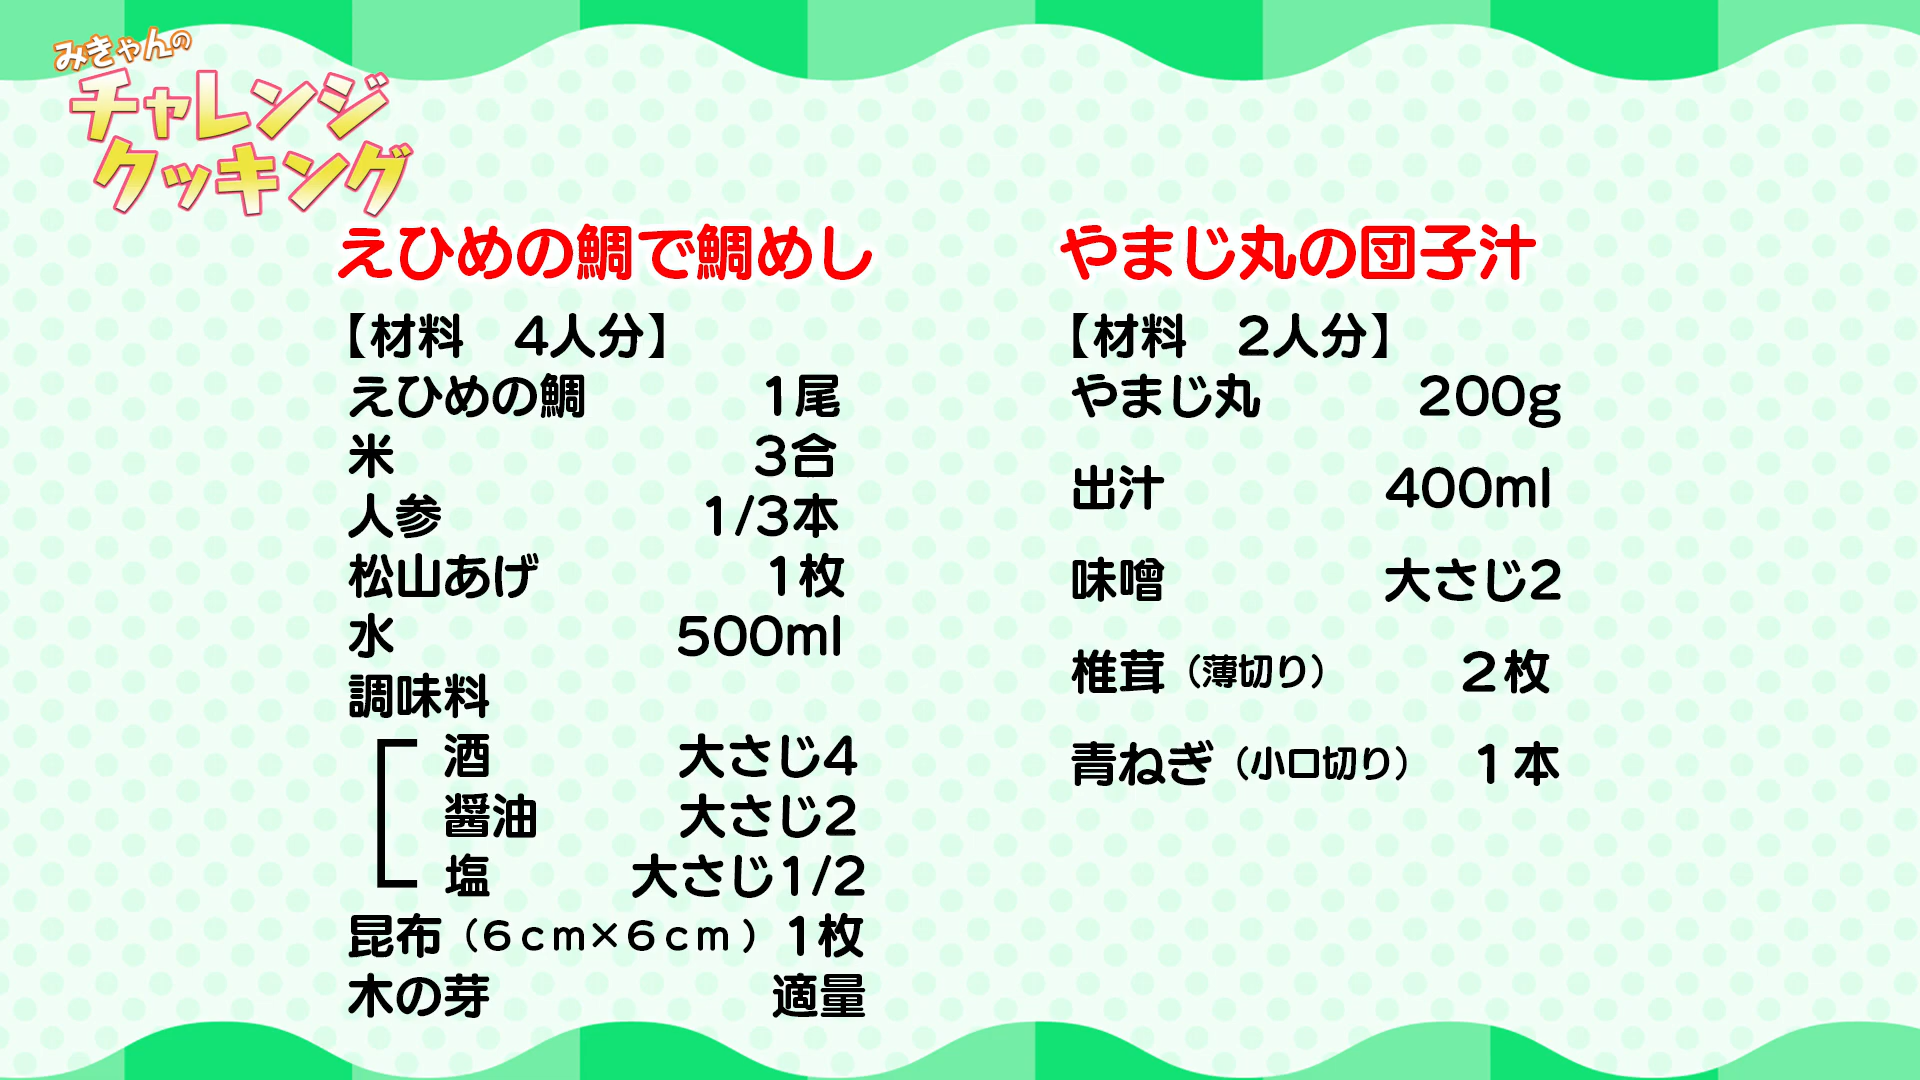 みきゃんの
チャレンジ
クッキング
えひめの鯛で鯛めし
【材料　4人分】
えひめの鯛　1尾
米　3合
人参　1/3本
松山あげ　1枚
水　500ml
調味料
酒　大さじ4
醤油　大さじ2
塩　大さじ1/2
昆布（6cm×6cm）1枚
木の芽　適量
やまじ丸の団子汁
【材料　2人分】
やまじ丸　200g
出汁　400ml
味噌　大さじ2
椎茸（薄切り）　2枚
青ねぎ（小口切り）　1本